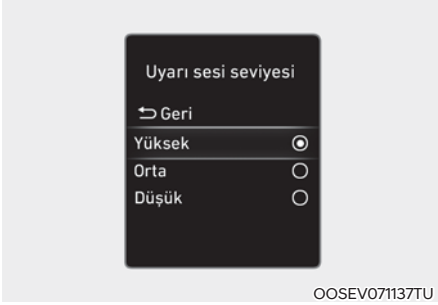 Uyarı sesi seviyesi
Geri
Yüksek
Orta
Düşük
OOSEV071137TU